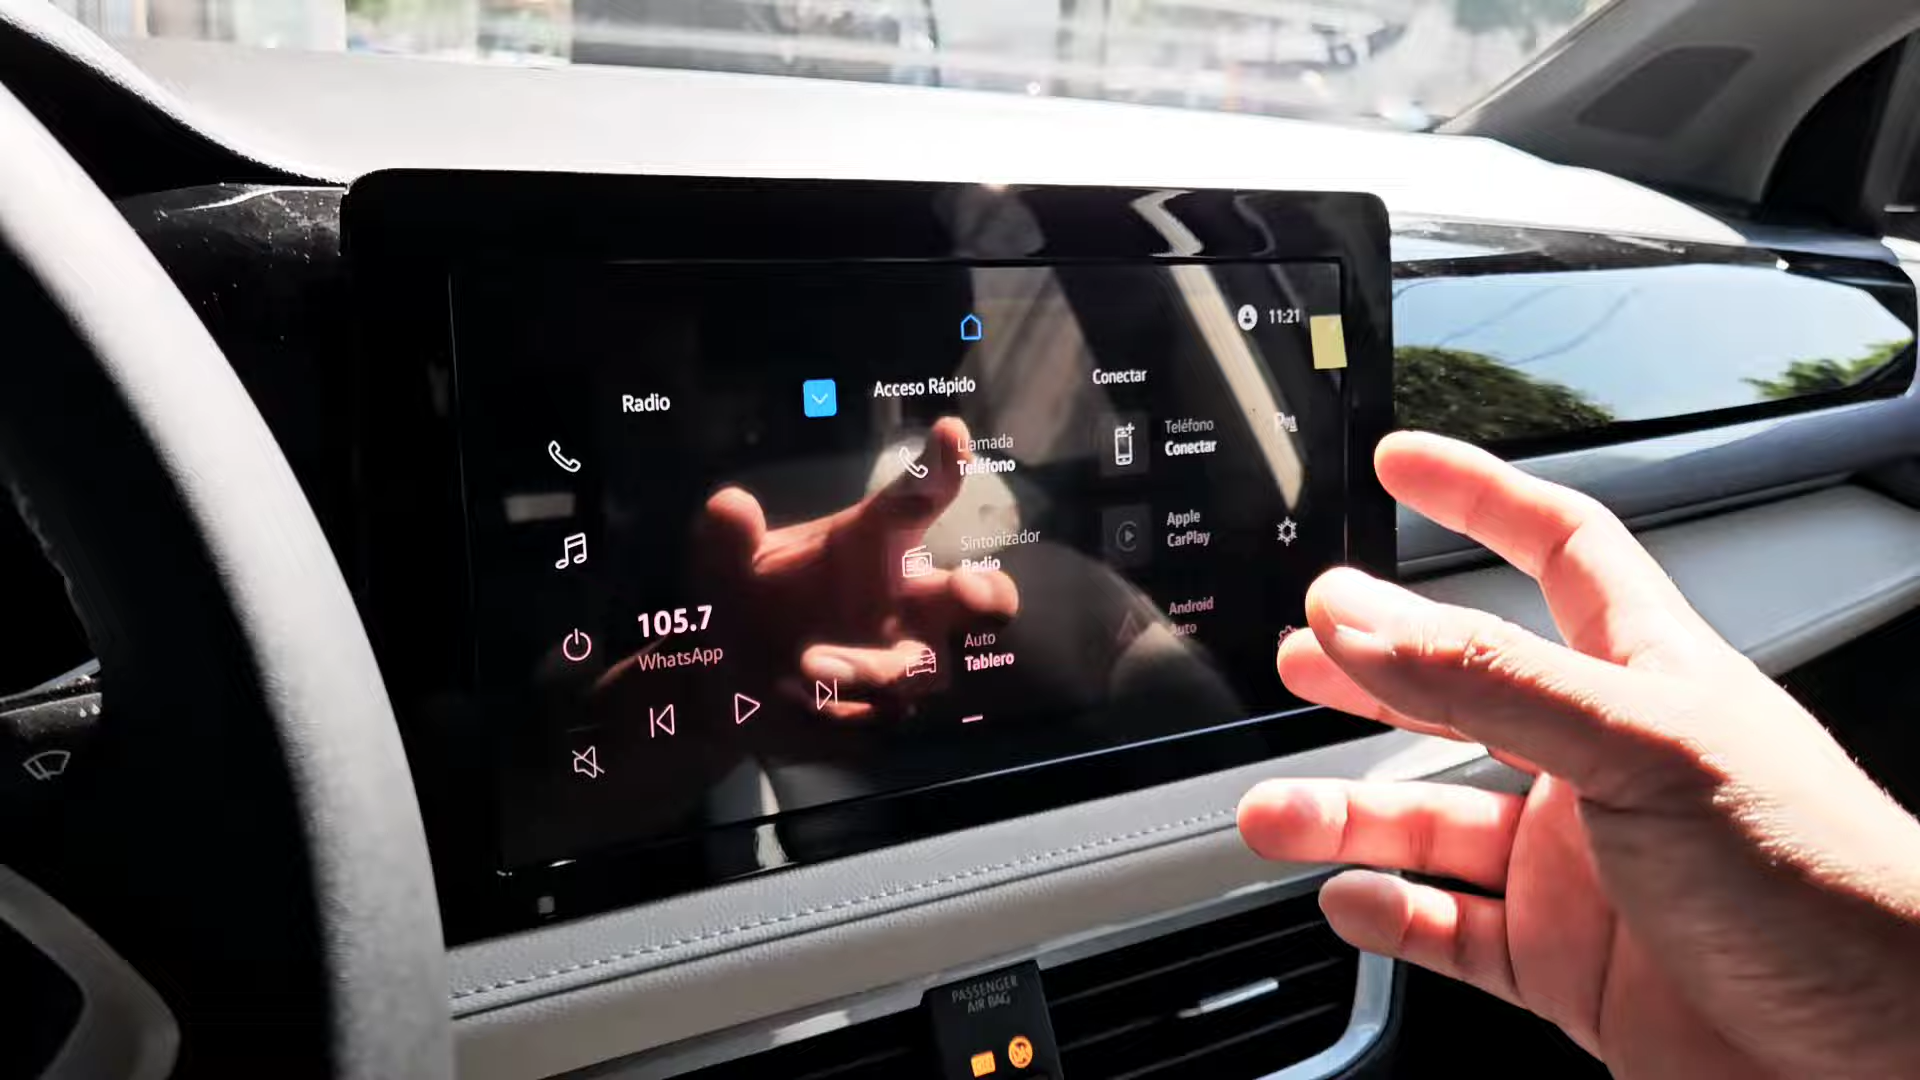 11:21
Radio
Acceso Rápido
Conectar
Llamada
Teléfono
Teléfono
Conectar
Sintonizador
Radio
Apple
CarPlay
105.7
WhatsApp
Auto
Tablero
Android
Auto
PASSENGER
AIR BAG